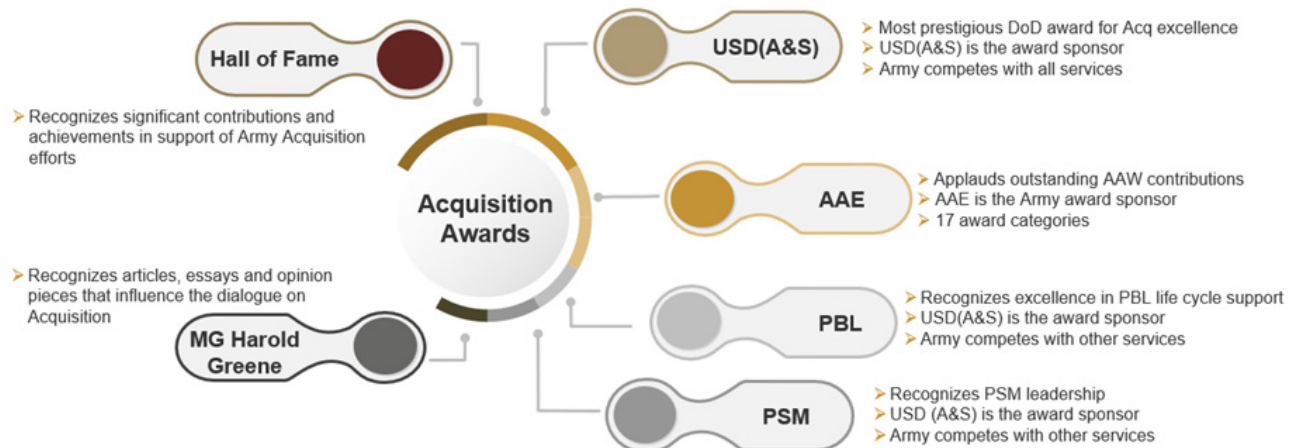 Hall of Fame
➢ Recognizes significant contributions and
achievements in support of Army Acquisition
efforts
USD(A&S)
➢ Most prestigious DoD award for Acq excellence
➢ USD(A&S) is the award sponsor
➢ Army competes with all services
Acquisition
Awards
AAE
➢ Applauds outstanding AAW contributions
➢ AAE is the Army award sponsor
➢ 17 award categories
➢ Recognizes articles, essays and opinion
pieces that influence the dialogue on
Acquisition
MG Harold
Greene
PBL
➢ Recognizes excellence in PBL life cycle support
➢ USD(A&S) is the award sponsor
➢ Army competes with other services
PSM
➢ Recognizes PSM leadership
➢ USD (A&S) is the award sponsor
➢ Army competes with other services